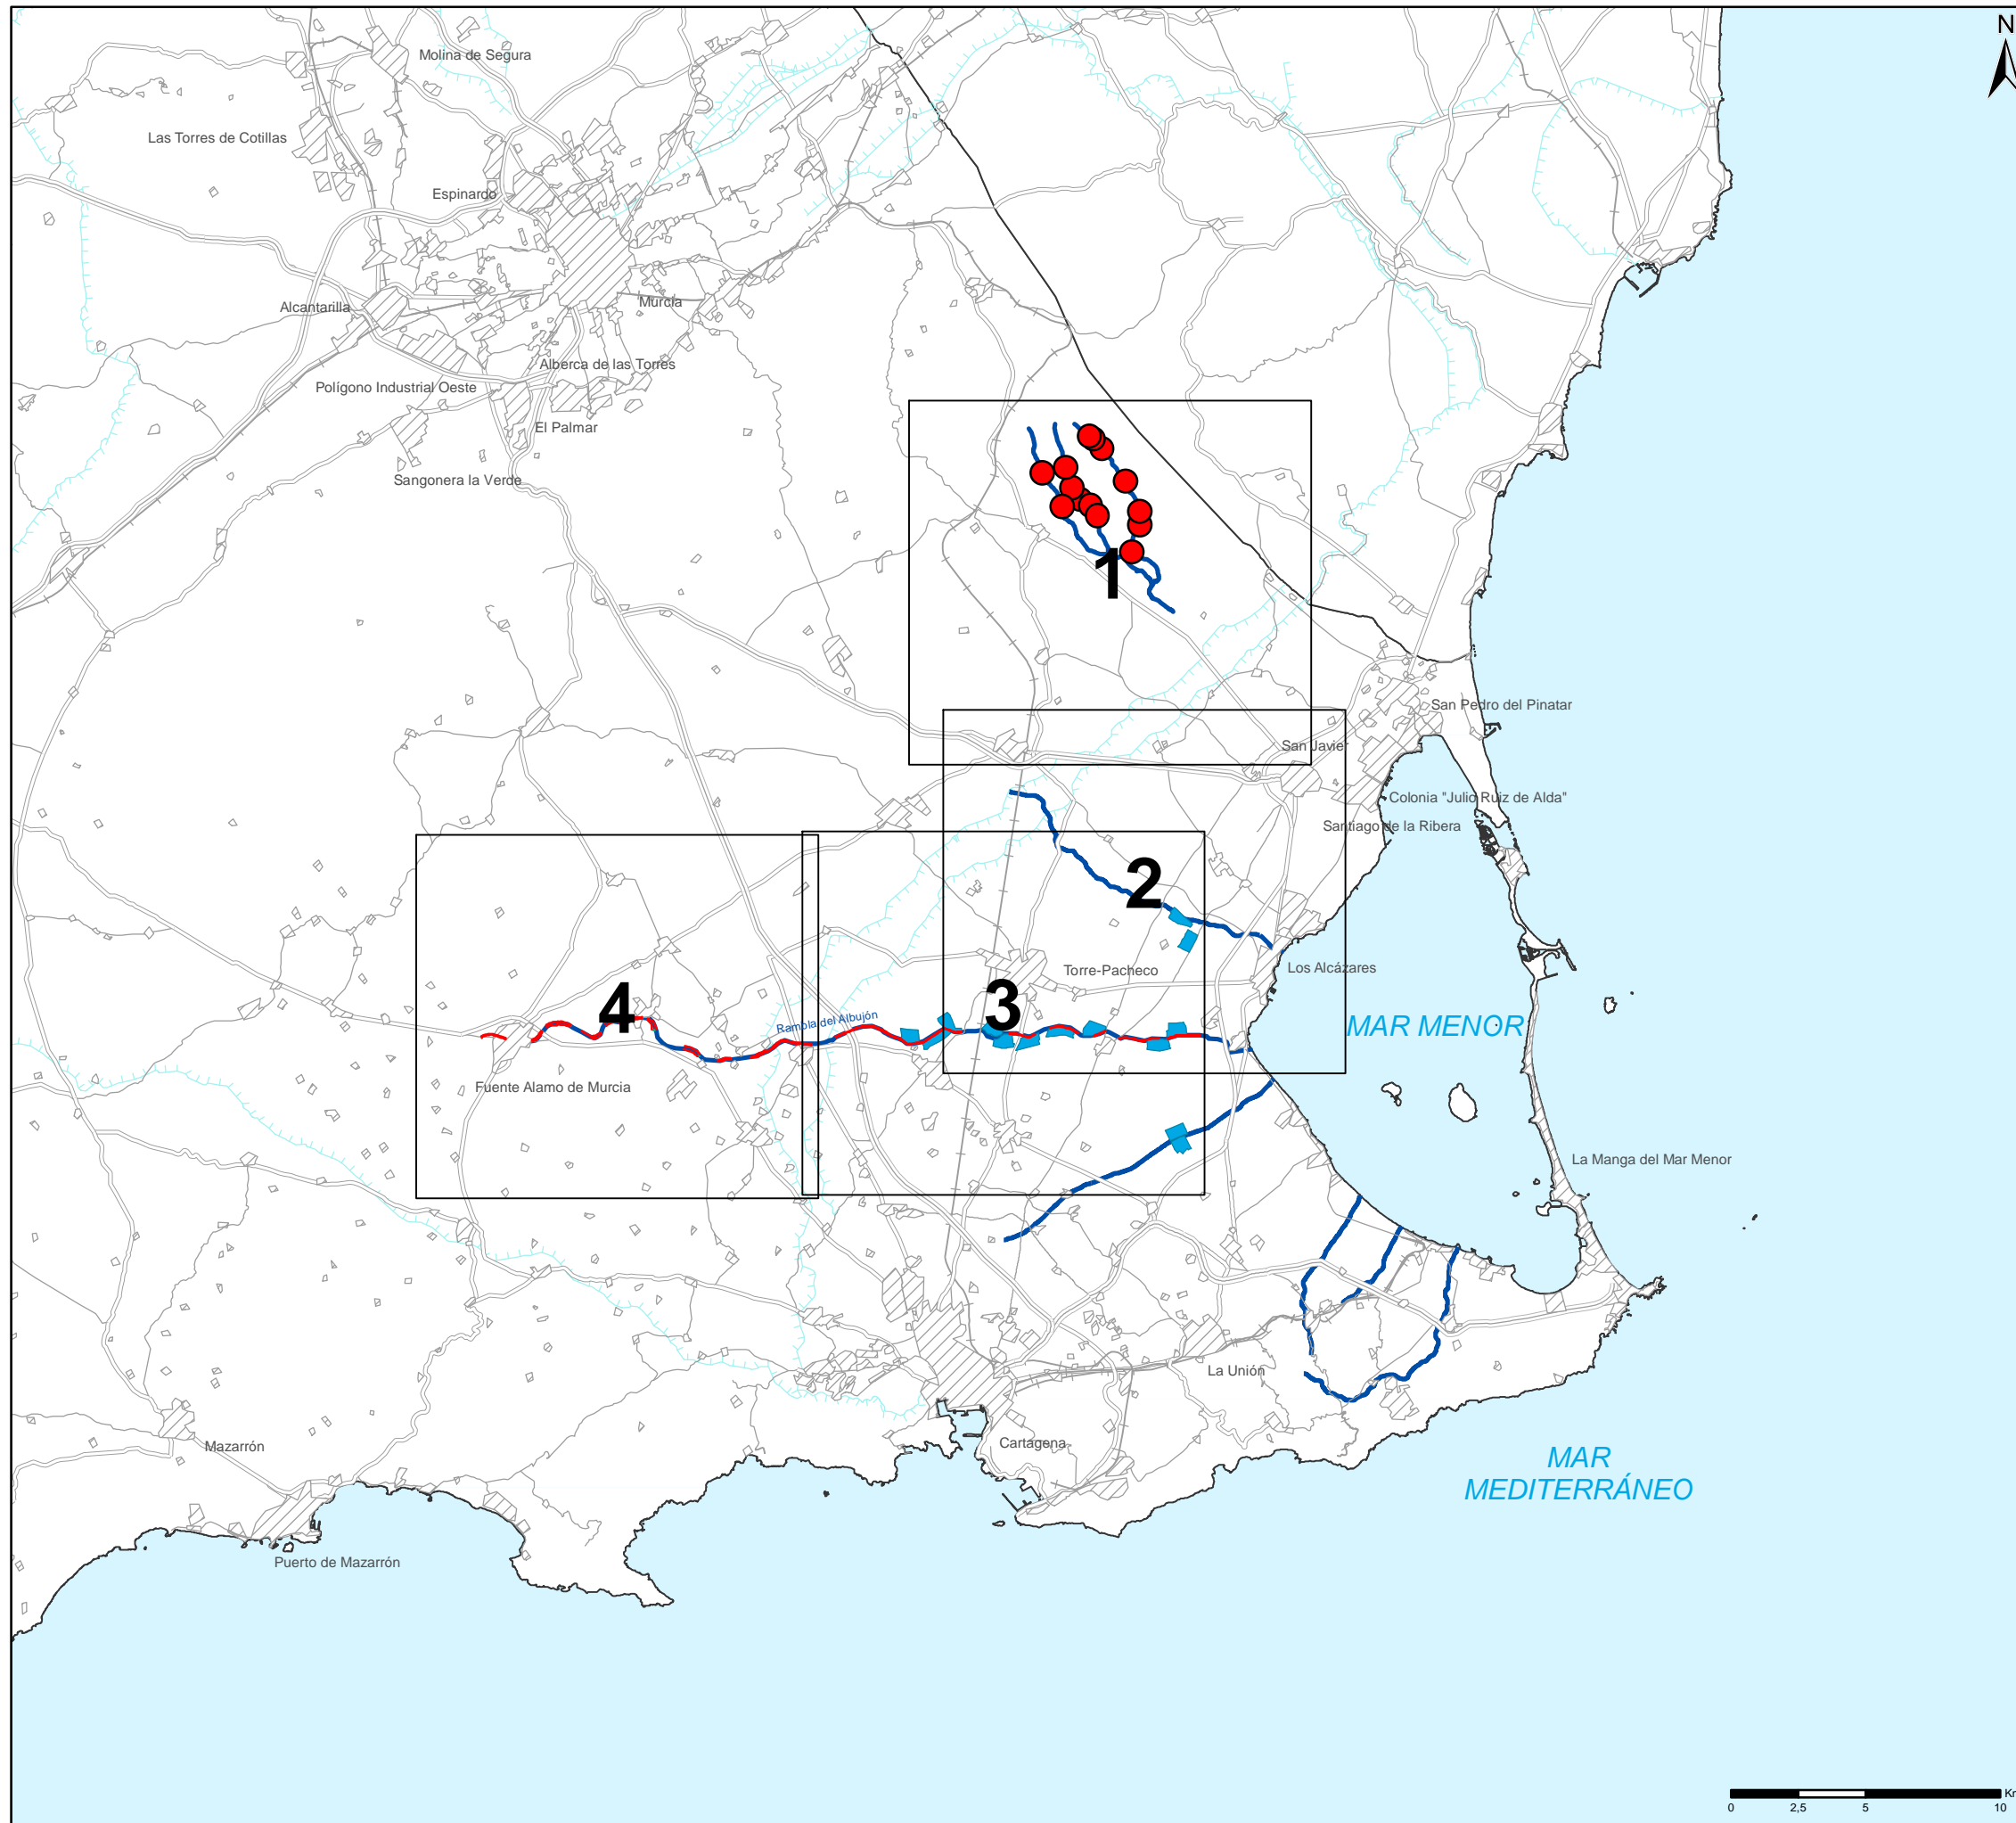 N
Molina de Segura
Las Torres de Cotillas
Espinardo
Alcantarilla
Murcia
Alberca de las Torres
Polígono Industrial Oeste
El Palmar
Sangonera la Verde
1
San Pedro del Pinatar
San Javier
Colonia "Julio Ruiz de Alda"
Santiago de la Ribera
2
Los Alcázares
Torre-Pacheco
3
4
Rambla del Albujón
MAR MENOR
Fuente Alamo de Murcia
La Manga del Mar Menor
La Unión
Cartagena
Mazarrón
MAR
MEDITERRÁNEO
Puerto de Mazarrón
0 2,5 5 10